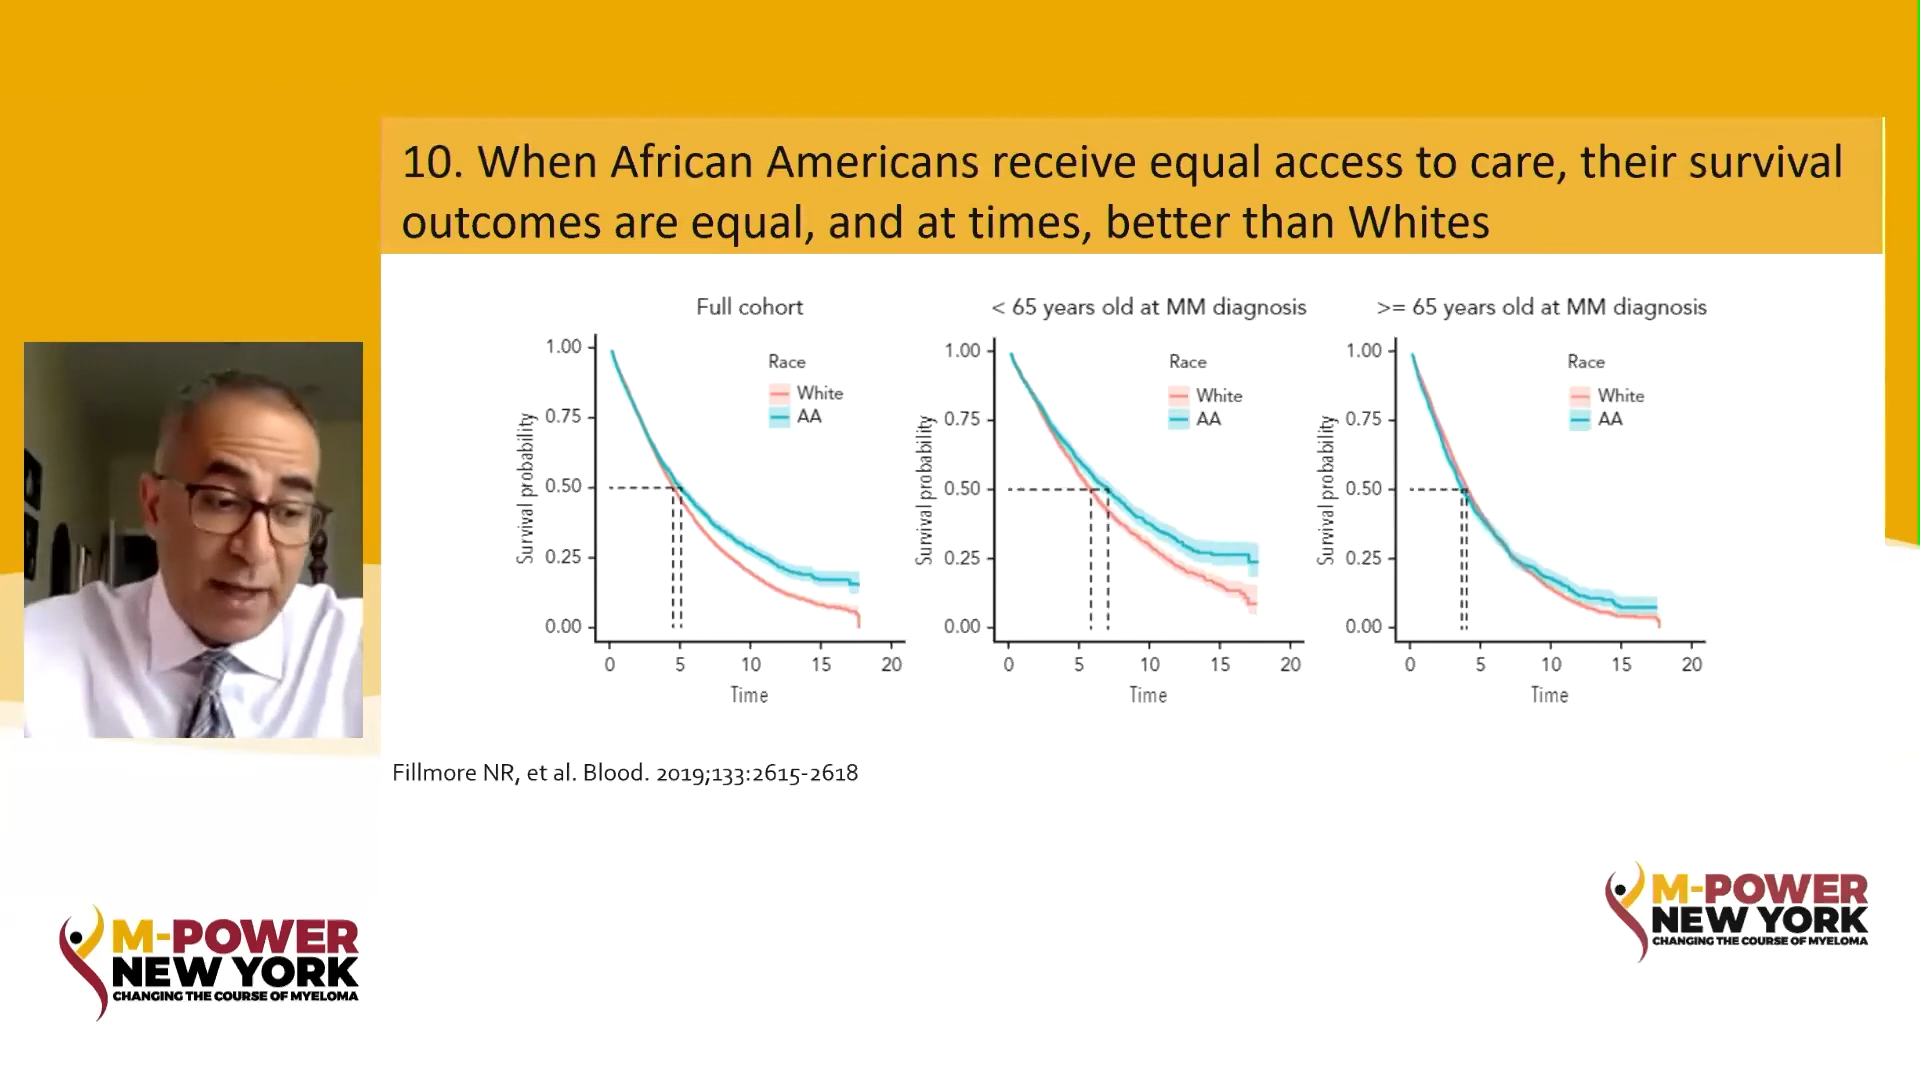 10. When African Americans receive equal access to care, their survival
outcomes are equal, and at times, better than Whites
Full cohort
Survival probability
1.00
0.75
0.50
0.25
0.00
Race
White
AA
0 5 10 15 20
Time
< 65 years old at MM diagnosis
Survival probability
1.00
0.75
0.50
0.25
0.00
Race
White
AA
0 5 10 15 20
Time
>= 65 years old at MM diagnosis
Survival probability
1.00
0.75
0.50
0.25
0.00
Race
White
AA
0 5 10 15 20
Time
Fillmore NR, et al. Blood. 2019;133:2615-2618
M-POWER
NEW YORK
CHANGING THE COURSE OF MYELOMA
M-POWER
NEW YORK
CHANGING THE COURSE OF MYELOMA